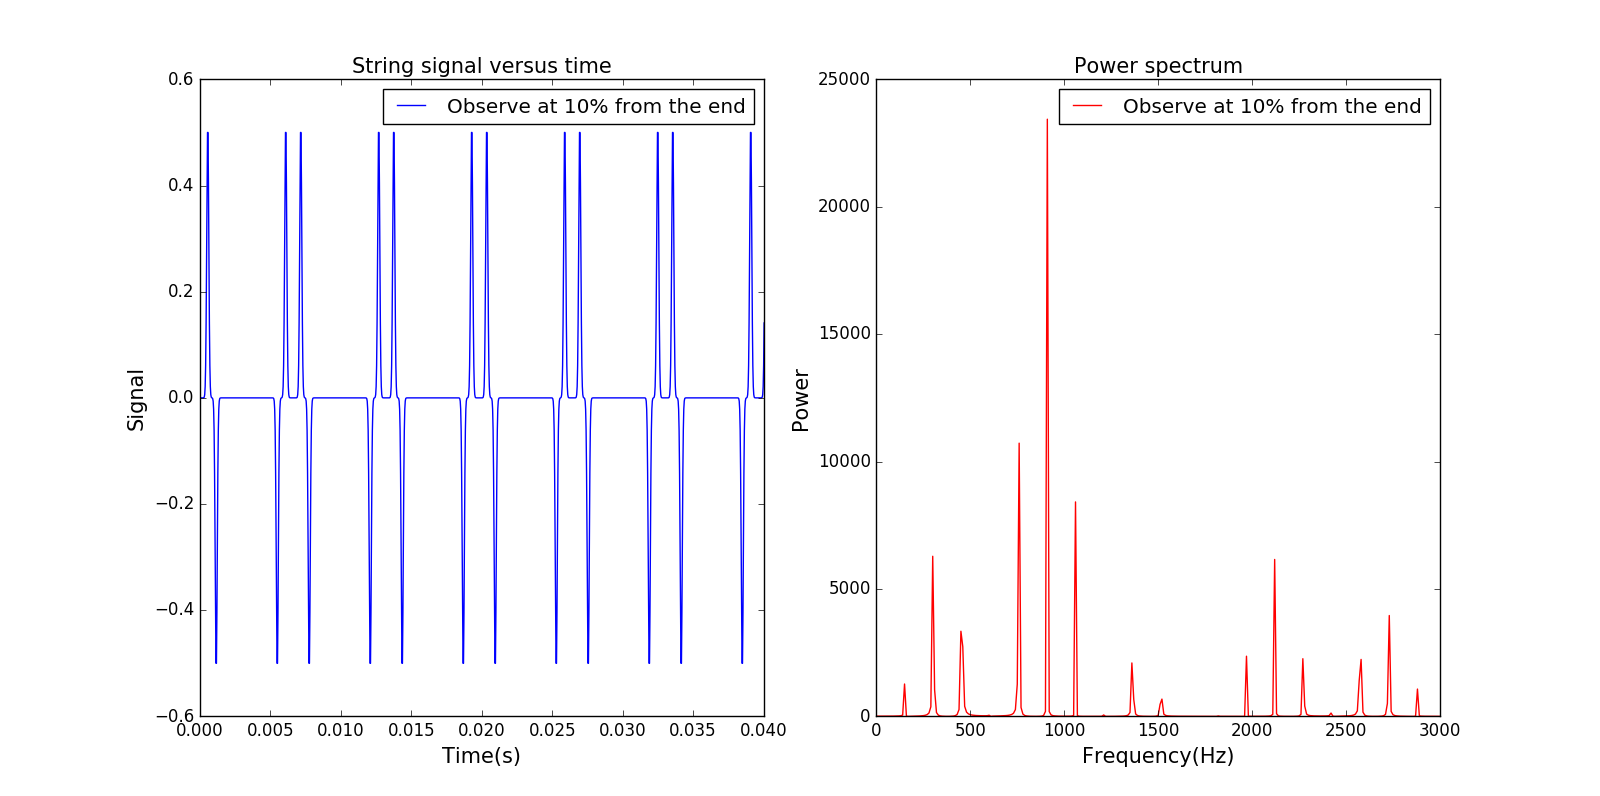 String signal versus time
Observe at 10% from the end
0.6
0.4
0.2
0.0
−0.2
−0.4
−0.6
Signal
0.000 0.005 0.010 0.015 0.020 0.025 0.030 0.035 0.040
Time(s)
Power spectrum
Observe at 10% from the end
25000
20000
15000
10000
5000
0
Power
0 500 1000 1500 2000 2500 3000
Frequency(Hz)